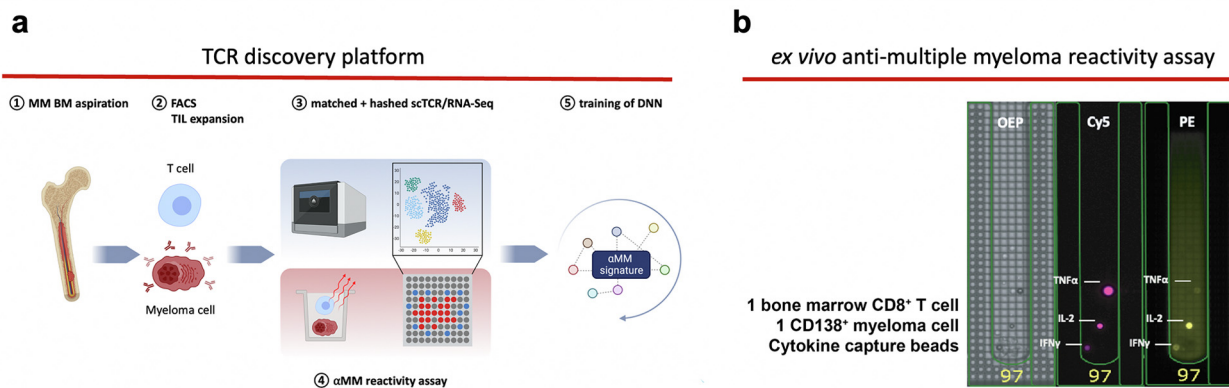 a
TCR discovery platform
① MM BM aspiration
② FACS
TIL expansion
③ matched + hashed scTCR/RNA-Seq
⑤ training of DNN
T cell
Myeloma cell
αMM
signature
④ αMM reactivity assay
b
ex vivo anti-multiple myeloma reactivity assay
OEP
Cy5
PE
TNFα
TNFα
1 bone marrow CD8⁺ T cell
1 CD138⁺ myeloma cell
Cytokine capture beads
IL-2
IL-2
IFNγ
IFNγ
97
97
97